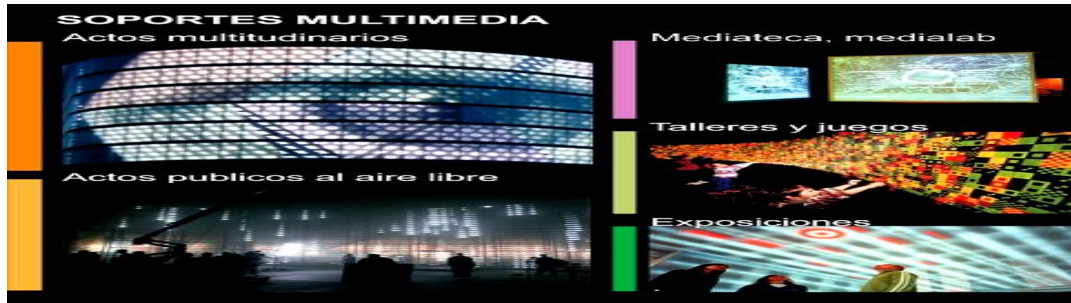 SOPORTES MULTIMEDIA
Actos multitudinarios
Actos publicos al aire libre
Mediateca, medialab
Talleres y juegos
Exposiciones